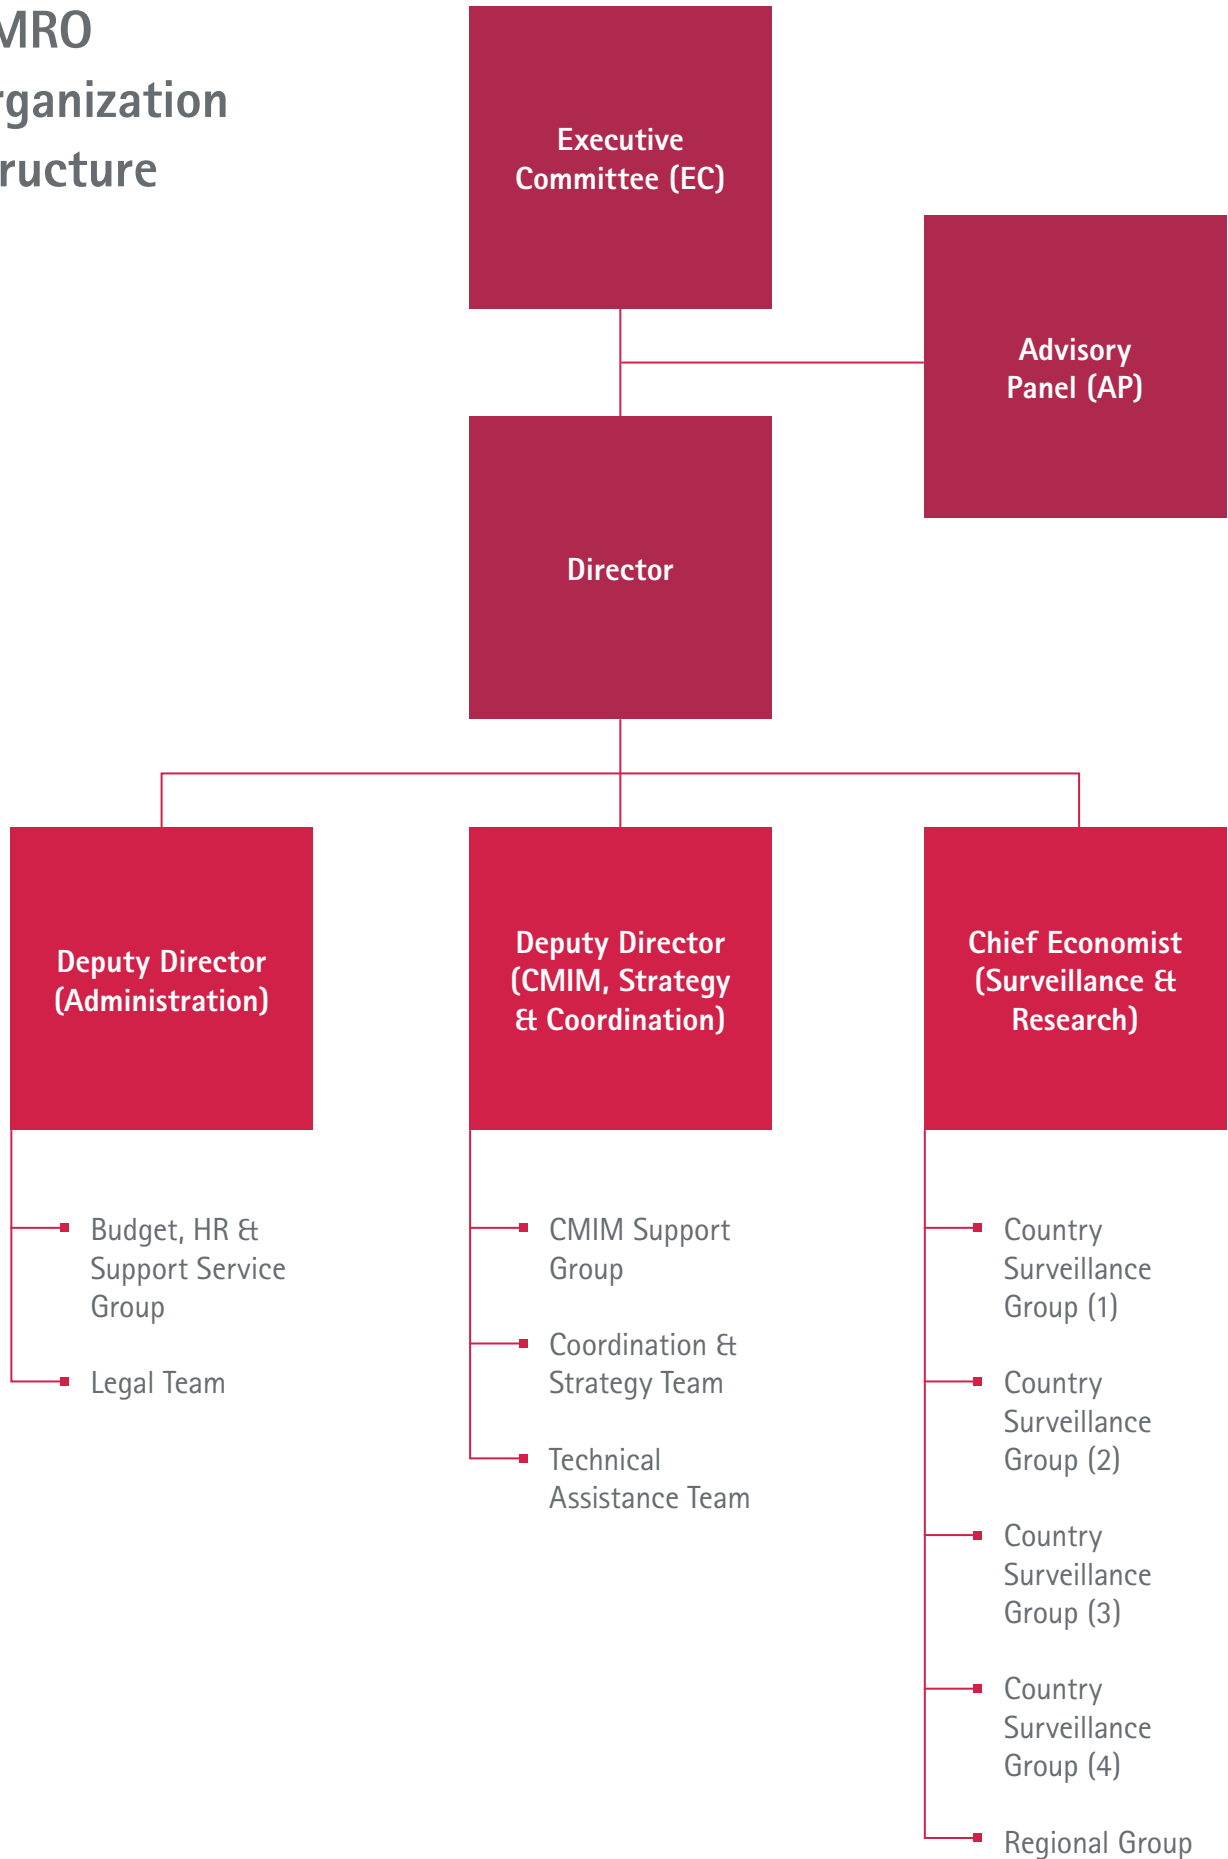 MRO
rganization
ructure
Executive
Committee (EC)
Advisory
Panel (AP)
Director
Deputy Director
(Administration)
Deputy Director
(CMIM, Strategy
& Coordination)
Chief Economist
(Surveillance &
Research)
Budget, HR &
Support Service
Group
Legal Team
CMIM Support
Group
Coordination &
Strategy Team
Technical
Assistance Team
Country
Surveillance
Group (1)
Country
Surveillance
Group (2)
Country
Surveillance
Group (3)
Country
Surveillance
Group (4)
Regional Group